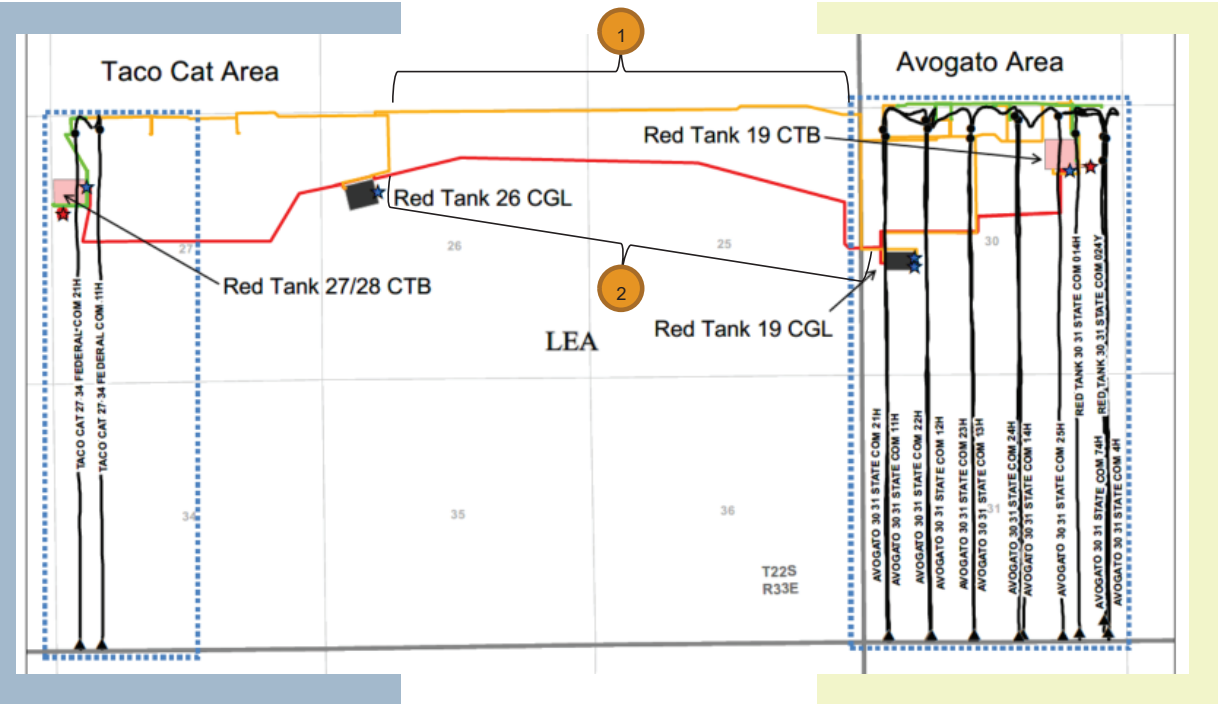 1
Taco Cat Area
Avogato Area
Red Tank 19 CTB
Red Tank 26 CGL
27
26
25
30
Red Tank 27/28 CTB
2
Red Tank 19 CGL
LEA
TACO CAT 27 34 FEDERAL COM 21H
TACO CAT 27 34 FEDERAL COM 11H
RED TANK 30 31 STATE COM 014H
RED TANK 30 31 STATE COM 024Y
AVOGATO 30 31 STATE COM 21H
AVOGATO 30 31 STATE COM 11H
AVOGATO 30 31 STATE COM 22H
AVOGATO 30 31 STATE COM 12H
AVOGATO 30 31 STATE COM 23H
AVOGATO 30 31 STATE COM 13H
AVOGATO 30 31 STATE COM 24H
AVOGATO 30 31 STATE COM 14H
AVOGATO 30 31 STATE COM 25H
AVOGATO 30 31 STATE COM 74H
AVOGATO 30 31 STATE COM 4H
34
35
36
31
T22S
R33E